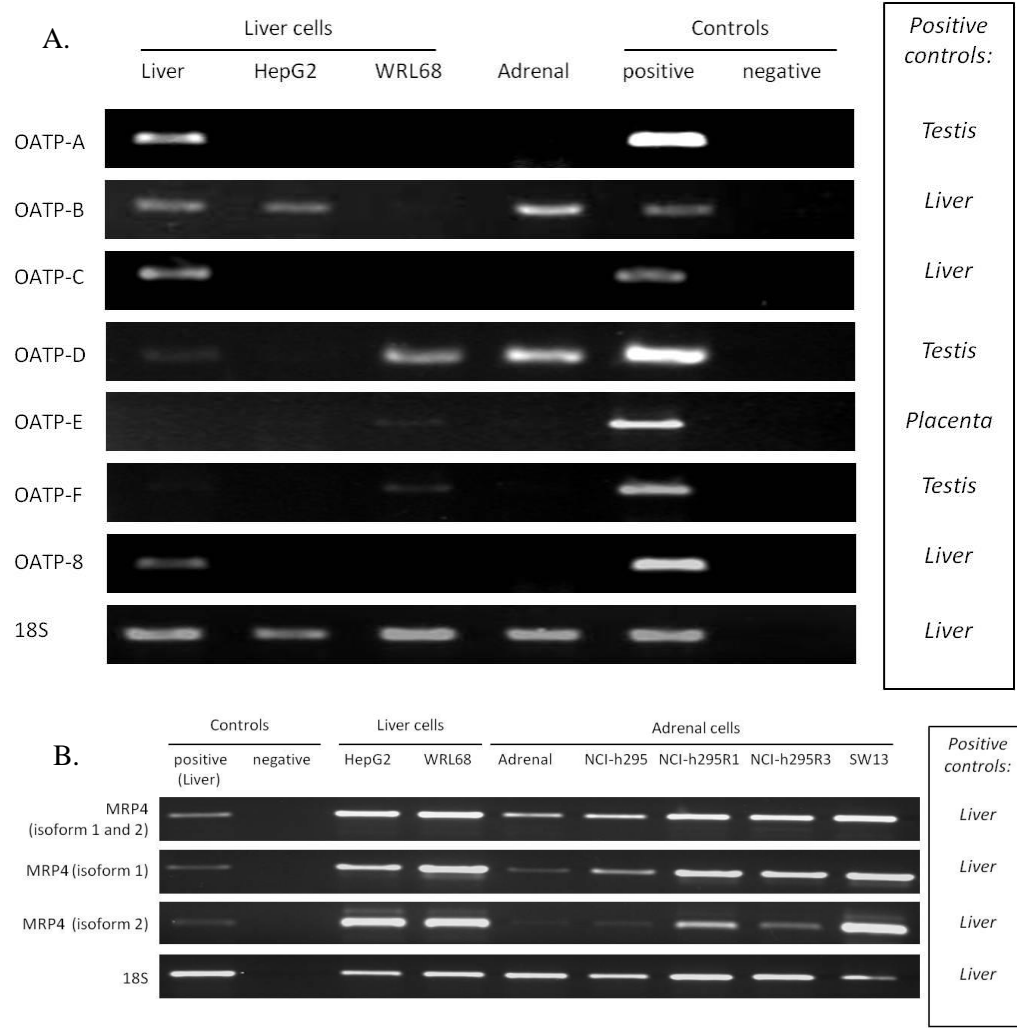 A.
Liver cells
Controls
Liver HepG2 WRL68 Adrenal positive negative
Positive
controls:
OATP-A Testis
OATP-B Liver
OATP-C Liver
OATP-D Testis
OATP-E Placenta
OATP-F Testis
OATP-8 Liver
18S Liver
B.
Controls Liver cells Adrenal cells
positive negative HepG2 WRL68 Adrenal NCI-h295 NCI-h295R1 NCI-h295R3 SW13
(Liver)
Positive
controls:
MRP4
(isoform 1 and 2) Liver
MRP4 (isoform 1) Liver
MRP4 (isoform 2) Liver
18S Liver